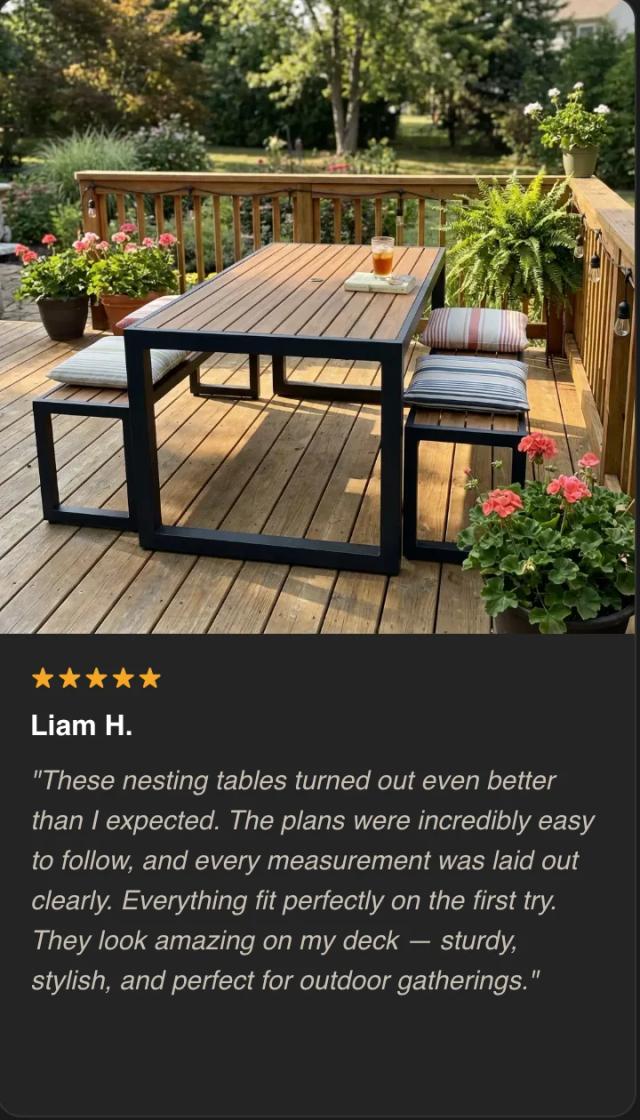 Liam H.
"These nesting tables turned out even better
than I expected. The plans were incredibly easy
to follow, and every measurement was laid out
clearly. Everything fit perfectly on the first try.
They look amazing on my deck — sturdy,
stylish, and perfect for outdoor gatherings."